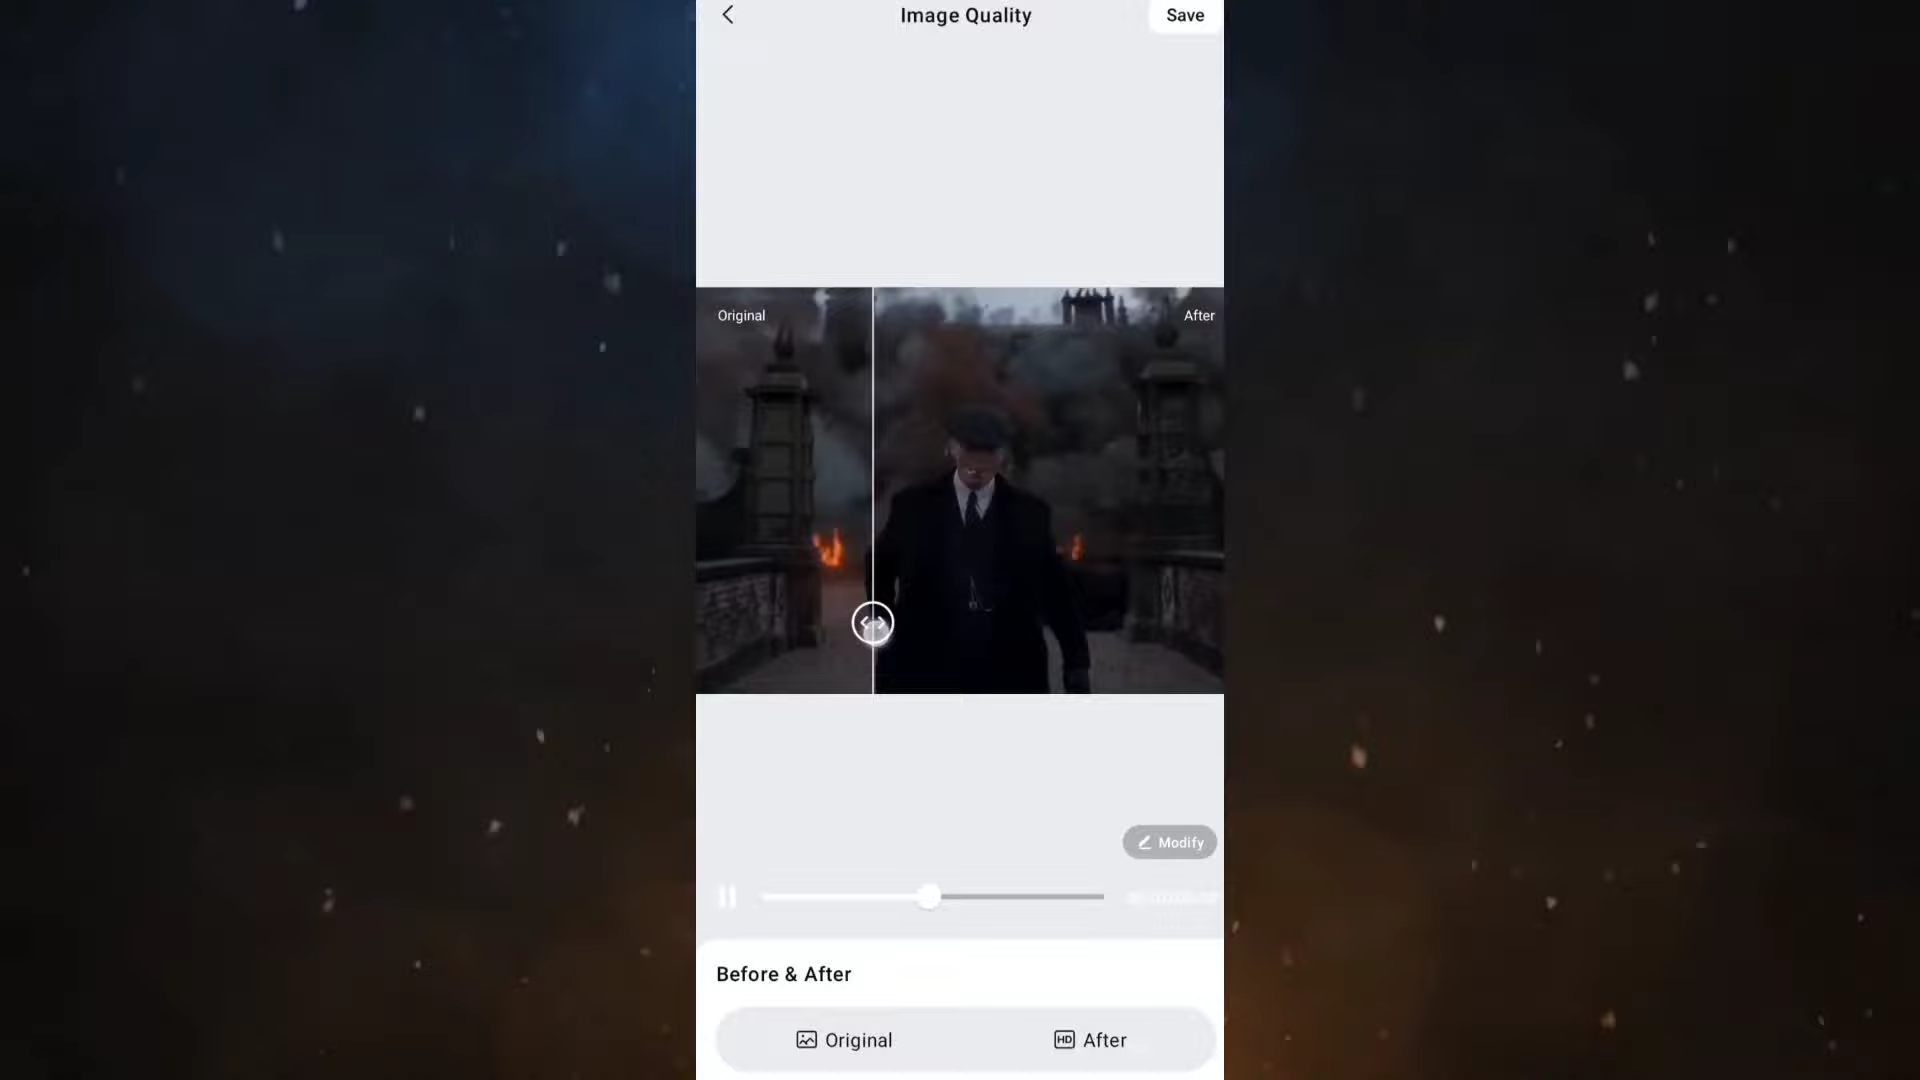 Image Quality
Save
Original
After
Modify
Before & After
Original
HD After